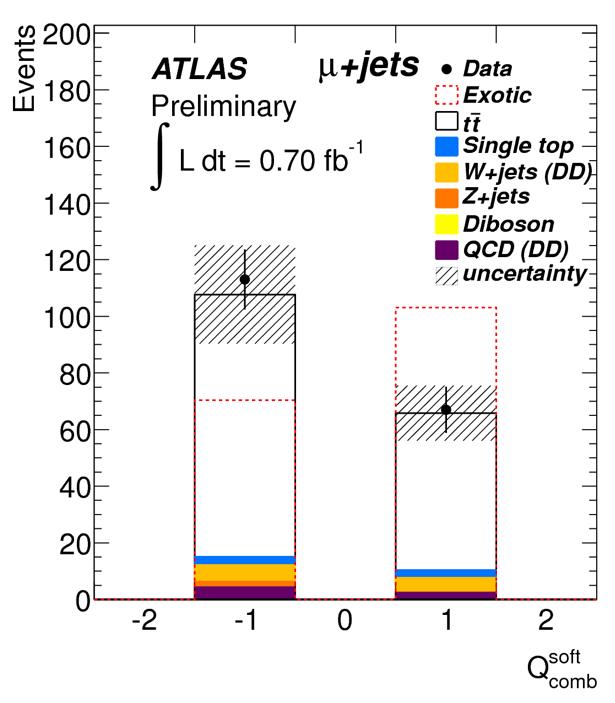 Events
200
180
160
140
120
100
80
60
40
20
0
-2 -1 0 1 2
Q^soft_comb
ATLAS μ+jets
Preliminary
∫ L dt = 0.70 fb⁻¹
Data
Exotic
tt̄
Single top
W+jets (DD)
Z+jets
Diboson
QCD (DD)
uncertainty